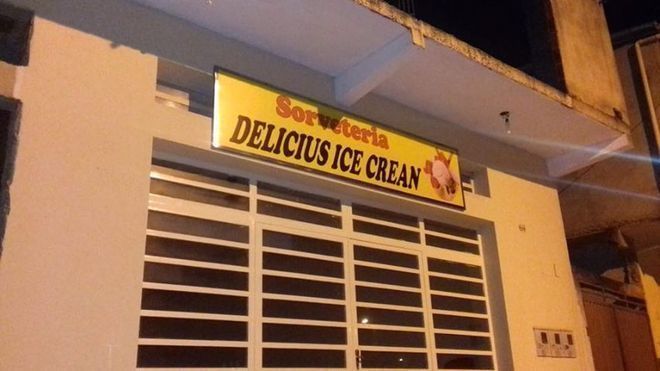 Sorveteria
DELICIUS ICE CREAN